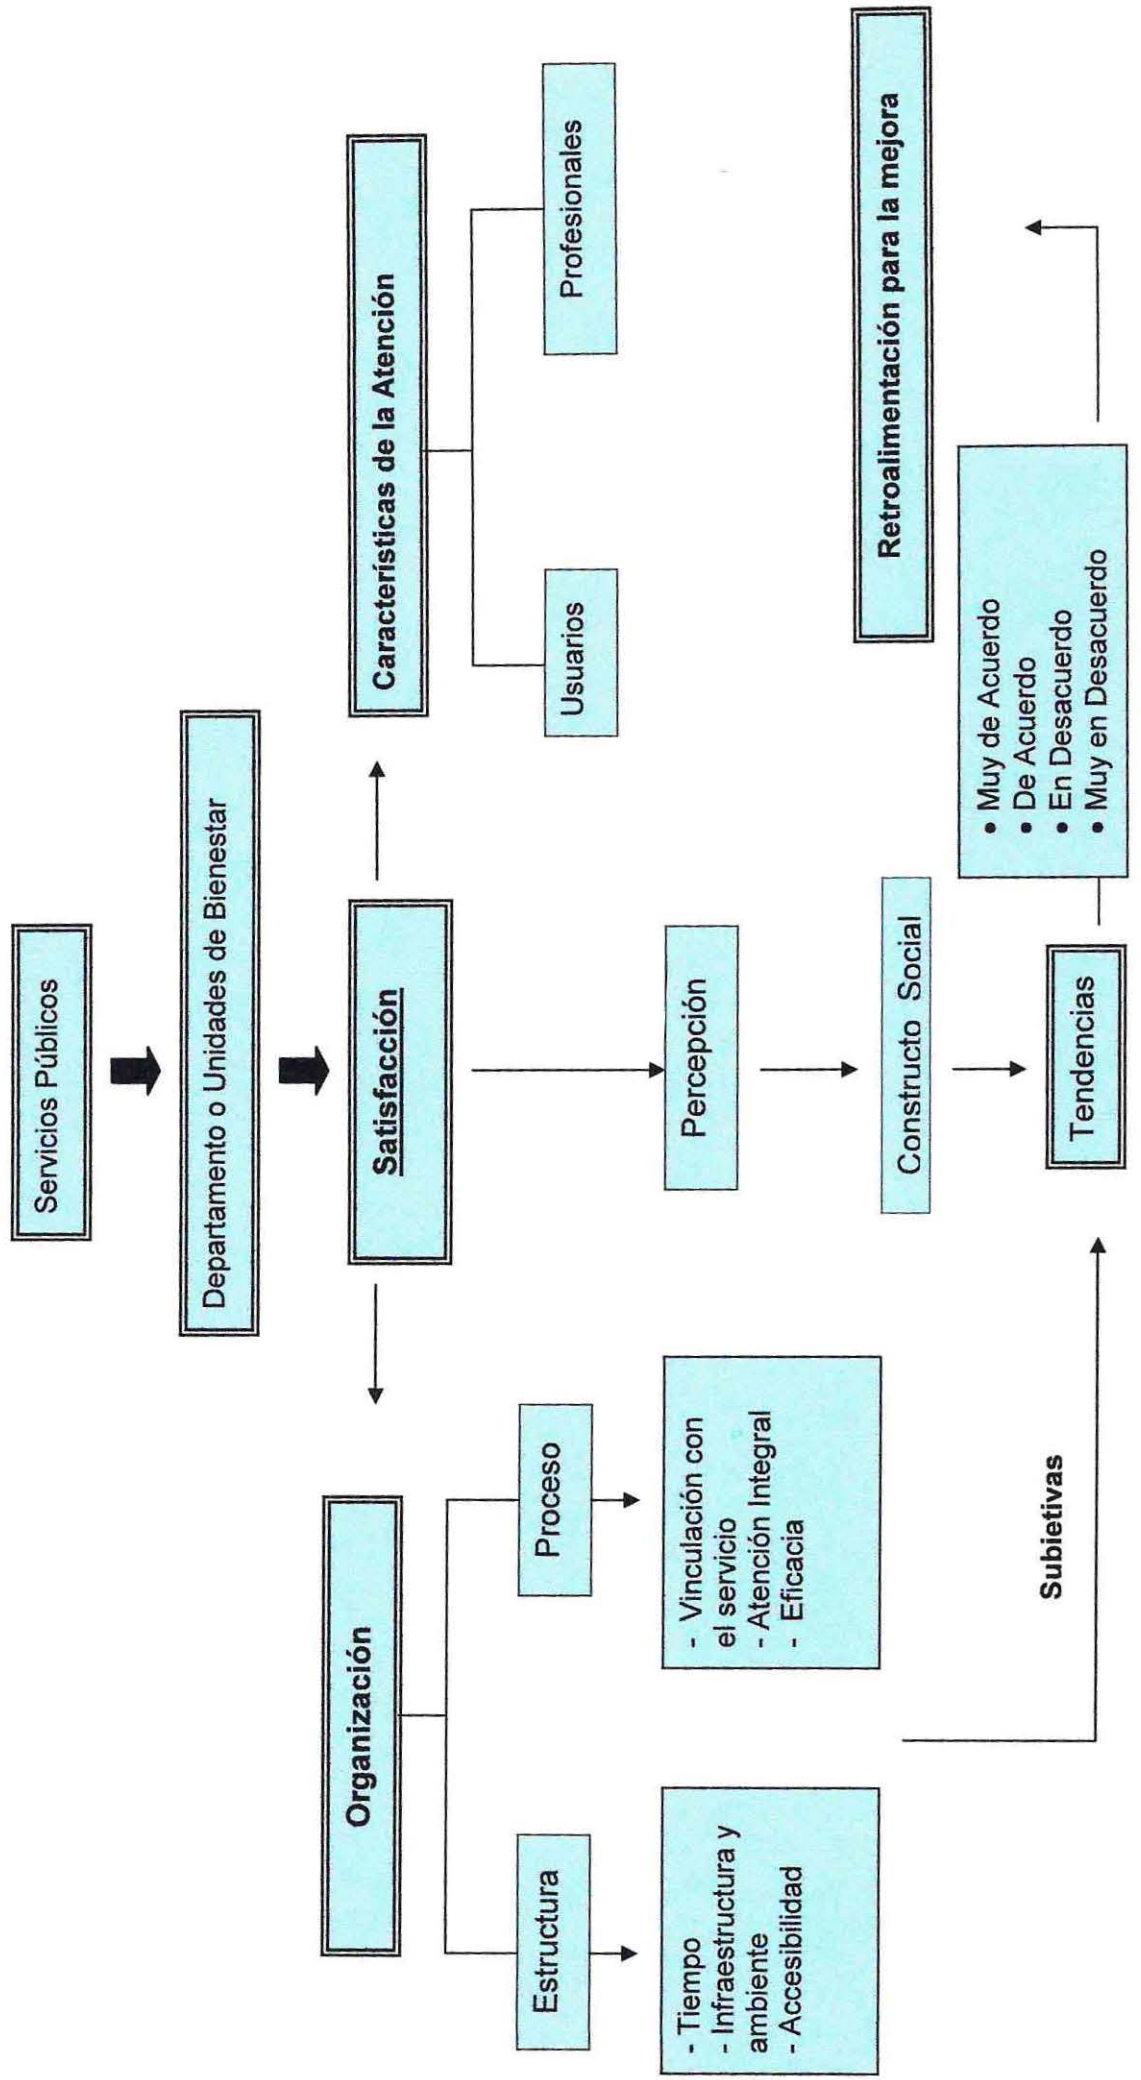 Servicios Públicos
Departamento o Unidades de Bienestar
Organización
Satisfacción
Características de la Atención
Estructura
Proceso
Usuarios
Profesionales
- Tiempo
- Infraestructura y
ambiente
- Accesibilidad
- Vinculación con
el servicio
- Atención Integral
- Eficacia
Percepción
Constructo Social
Retroalimentación para la mejora
Subietivas
Tendencias
• Muy de Acuerdo
• De Acuerdo
• En Desacuerdo
• Muy en Desacuerdo